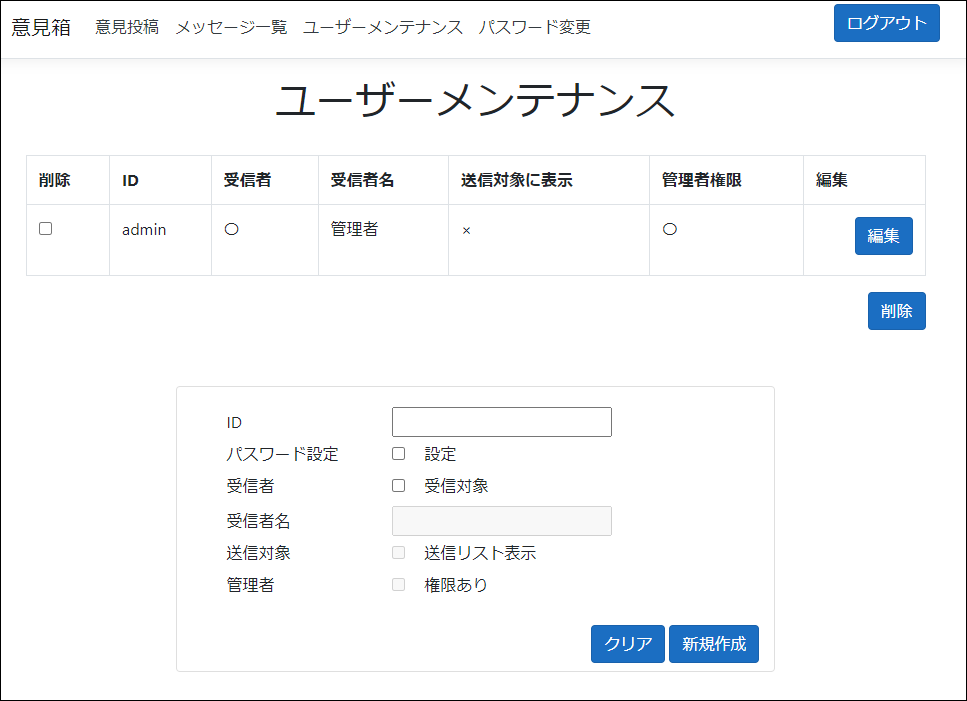 意見箱 意見投稿 メッセージ一覧 ユーザーメンテナンス パスワード変更 ログアウト
ユーザーメンテナンス
削除 ID 受信者 受信者名 送信対象に表示 管理者権限 編集
admin 〇 管理者 × 〇 編集
削除
ID
パスワード設定 設定
受信者 受信対象
受信者名
送信対象 送信リスト表示
管理者 権限あり
クリア 新規作成